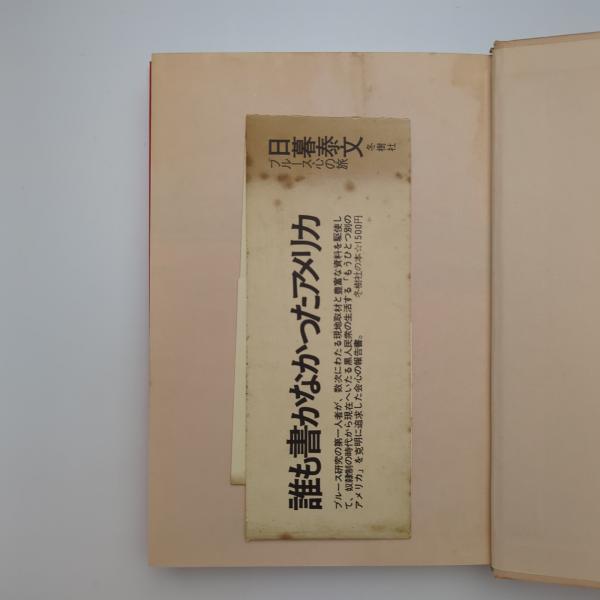 誰も書かなかったアメリカ
ブルース研究の第一人者が、数次にわたる現地取材と豊富な資料を駆使し
て、奴隷制の時代から現在へいたる黒人民衆の生活する「もうひとつ別の
アメリカ」を克明に追求した会心の報告書。
冬樹社の本☆1500円
日暮泰文
ブルース心の旅
冬樹社